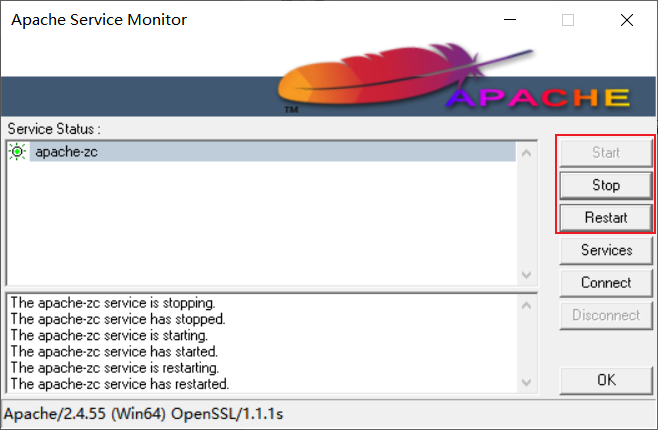 Apache Service Monitor
TM
APACHE
Service Status :
apache-zc
Start
Stop
Restart
Services
Connect
Disconnect
The apache-zc service is stopping.
The apache-zc service has stopped.
The apache-zc service is starting.
The apache-zc service has started.
The apache-zc service is restarting.
The apache-zc service has restarted.
OK
Apache/2.4.55 (Win64) OpenSSL/1.1.1s